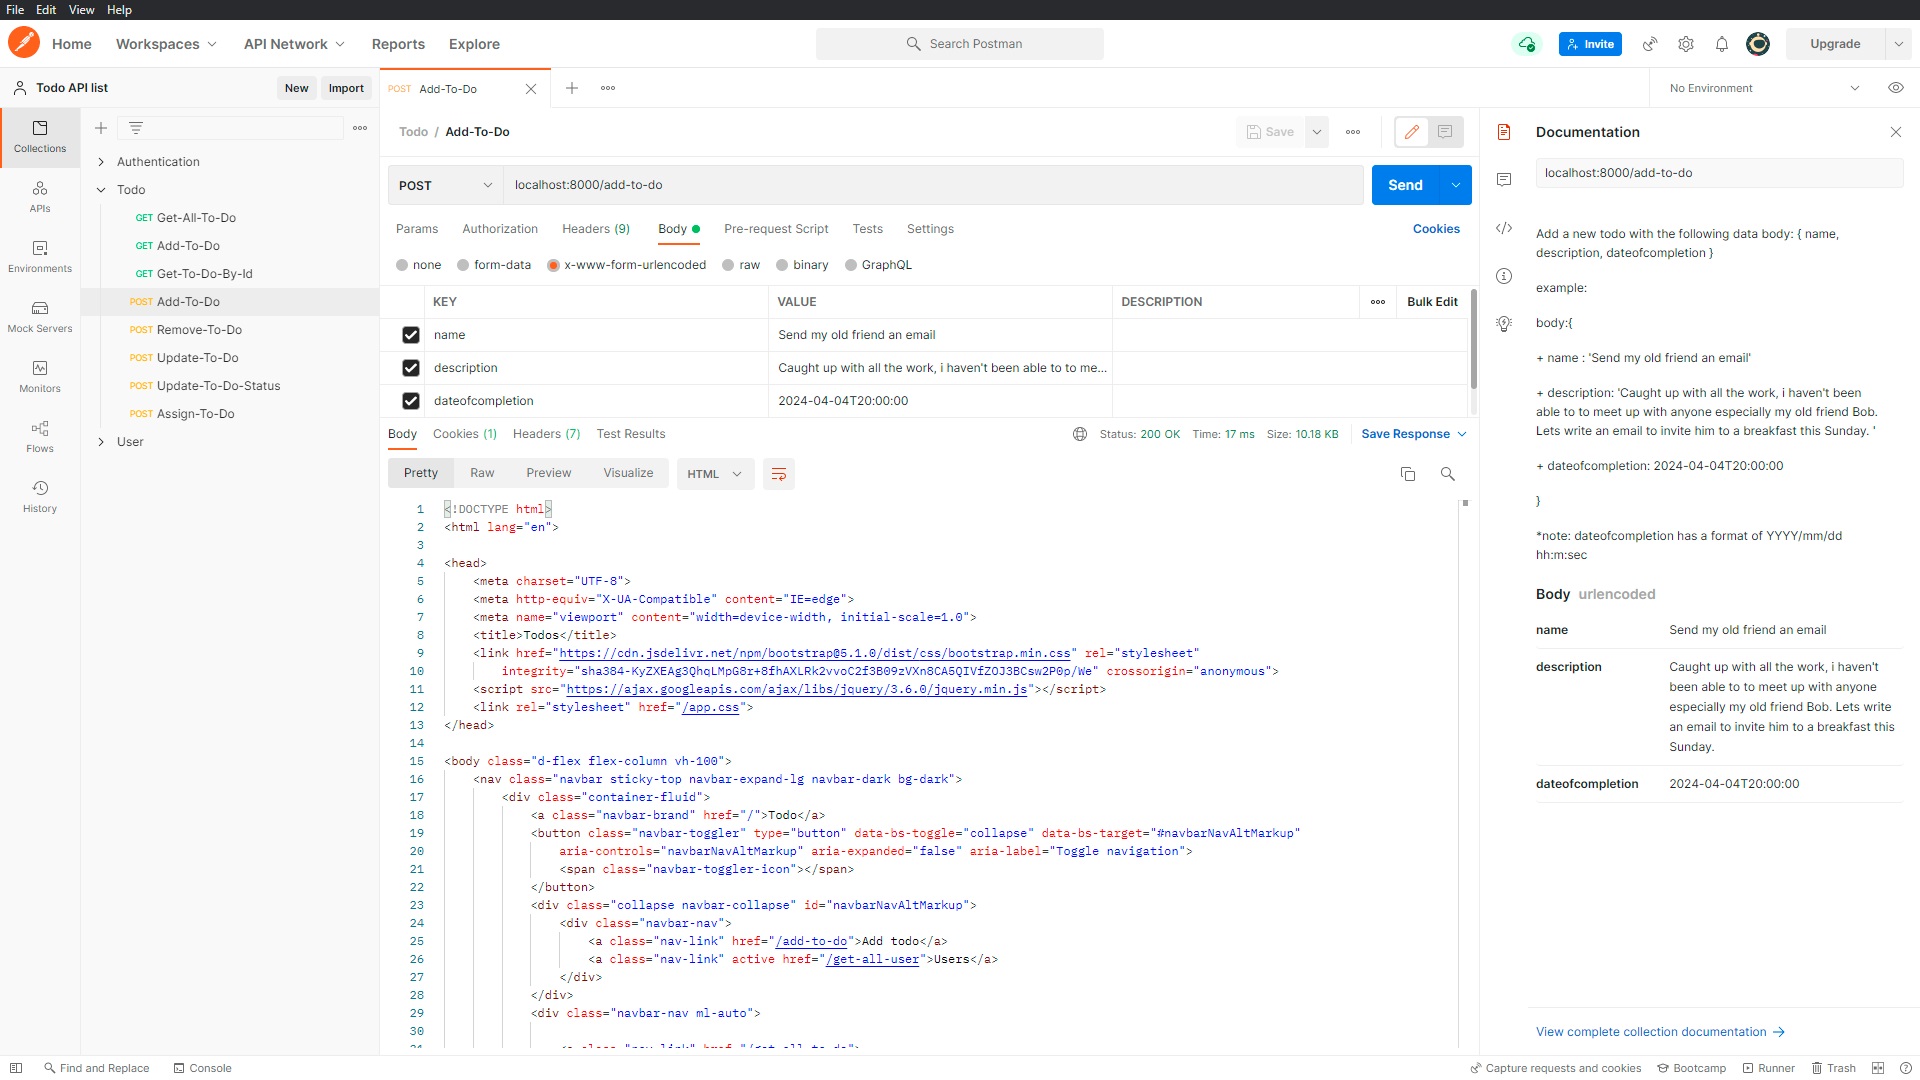 File Edit View Help
Home Workspaces API Network Reports Explore
Search Postman
Invite Upgrade
Todo API list New Import
POST Add-To-Do
No Environment
Collections
APIs
Environments
Mock Servers
Monitors
Flows
History
Authentication
Todo
GET Get-All-To-Do
GET Add-To-Do
GET Get-To-Do-By-Id
POST Add-To-Do
POST Remove-To-Do
POST Update-To-Do
POST Update-To-Do-Status
POST Assign-To-Do
User
Todo / Add-To-Do
Save
POST localhost:8000/add-to-do Send
Params Authorization Headers (9) Body Pre-request Script Tests Settings Cookies
none form-data x-www-form-urlencoded raw binary GraphQL
KEY VALUE DESCRIPTION Bulk Edit
name Send my old friend an email
description Caught up with all the work, i haven't been able to to me...
dateofcompletion 2024-04-04T20:00:00
Body Cookies (1) Headers (7) Test Results Status: 200 OK Time: 17 ms Size: 10.18 KB Save Response
Pretty Raw Preview Visualize HTML
1 <!DOCTYPE html>
2 <html lang="en">
3
4 <head>
5 <meta charset="UTF-8">
6 <meta http-equiv="X-UA-Compatible" content="IE=edge">
7 <meta name="viewport" content="width=device-width, initial-scale=1.0">
8 <title>Todos</title>
9 <link href="https://cdn.jsdelivr.net/npm/bootstrap@5.1.0/dist/css/bootstrap.min.css" rel="stylesheet"
10 integrity="sha384-KyZXEAg3QhqLMpG8r+8fhAXLRk2vvoC2f3B09zVXn8CA5QIVfZOJ3BCsw2P0p/We" crossorigin="anonymous">
11 <script src="https://ajax.googleapis.com/ajax/libs/jquery/3.6.0/jquery.min.js"></script>
12 <link rel="stylesheet" href="/app.css">
13 </head>
14
15 <body class="d-flex flex-column vh-100">
16 <nav class="navbar sticky-top navbar-expand-lg navbar-dark bg-dark">
17 <div class="container-fluid">
18 <a class="navbar-brand" href="/">Todo</a>
19 <button class="navbar-toggler" type="button" data-bs-toggle="collapse" data-bs-target="#navbarNavAltMarkup"
20 aria-controls="navbarNavAltMarkup" aria-expanded="false" aria-label="Toggle navigation">
21 <span class="navbar-toggler-icon"></span>
22 </button>
23 <div class="collapse navbar-collapse" id="navbarNavAltMarkup">
24 <div class="navbar-nav">
25 <a class="nav-link" href="/add-to-do">Add todo</a>
26 <a class="nav-link" active href="/get-all-user">Users</a>
27 </div>
28 </div>
29 <div class="navbar-nav ml-auto">
30
Documentation
localhost:8000/add-to-do
Add a new todo with the following data body: { name,
description, dateofcompletion }
example:
body:{
+ name : 'Send my old friend an email'
+ description: 'Caught up with all the work, i haven't been
able to to meet up with anyone especially my old friend Bob.
Lets write an email to invite him to a breakfast this Sunday. '
+ dateofcompletion: 2024-04-04T20:00:00
}
*note: dateofcompletion has a format of YYYY/mm/dd
hh:m:sec
Body urlencoded
name Send my old friend an email
description Caught up with all the work, i haven't
been able to to meet up with anyone
especially my old friend Bob. Lets write
an email to invite him to a breakfast this
Sunday.
dateofcompletion 2024-04-04T20:00:00
View complete collection documentation →
Find and Replace Console
Capture requests and cookies Bootcamp Runner Trash